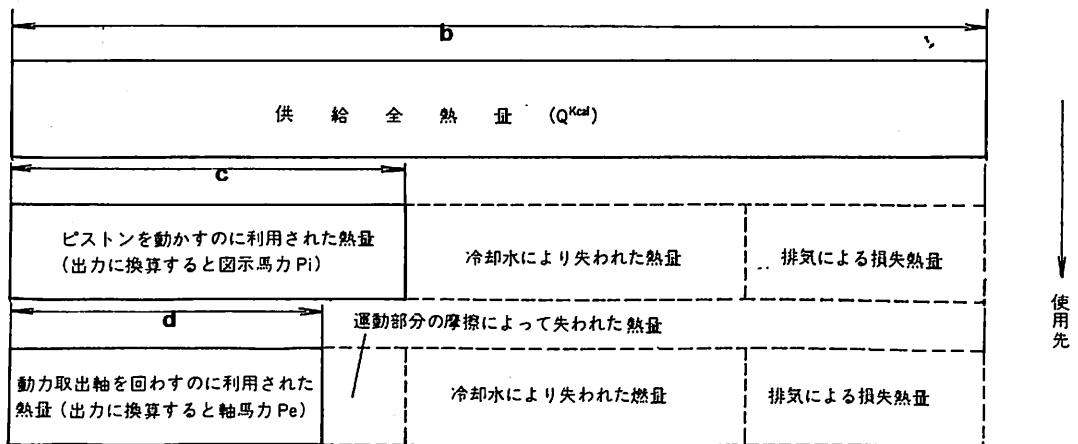 b
供給全熱量 (QKcal)
c
ピストンを動かすのに利用された熱量
(出力に換算すると図示馬力 Pi)
冷却水により失われた熱量
排気による損失熱量
d
運動部分の摩擦によって失われた熱量
動力取出軸を回わすのに利用された
熱量 (出力に換算すると軸馬力 Pe)
冷却水により失われた燃量
排気による損失熱量
使用先